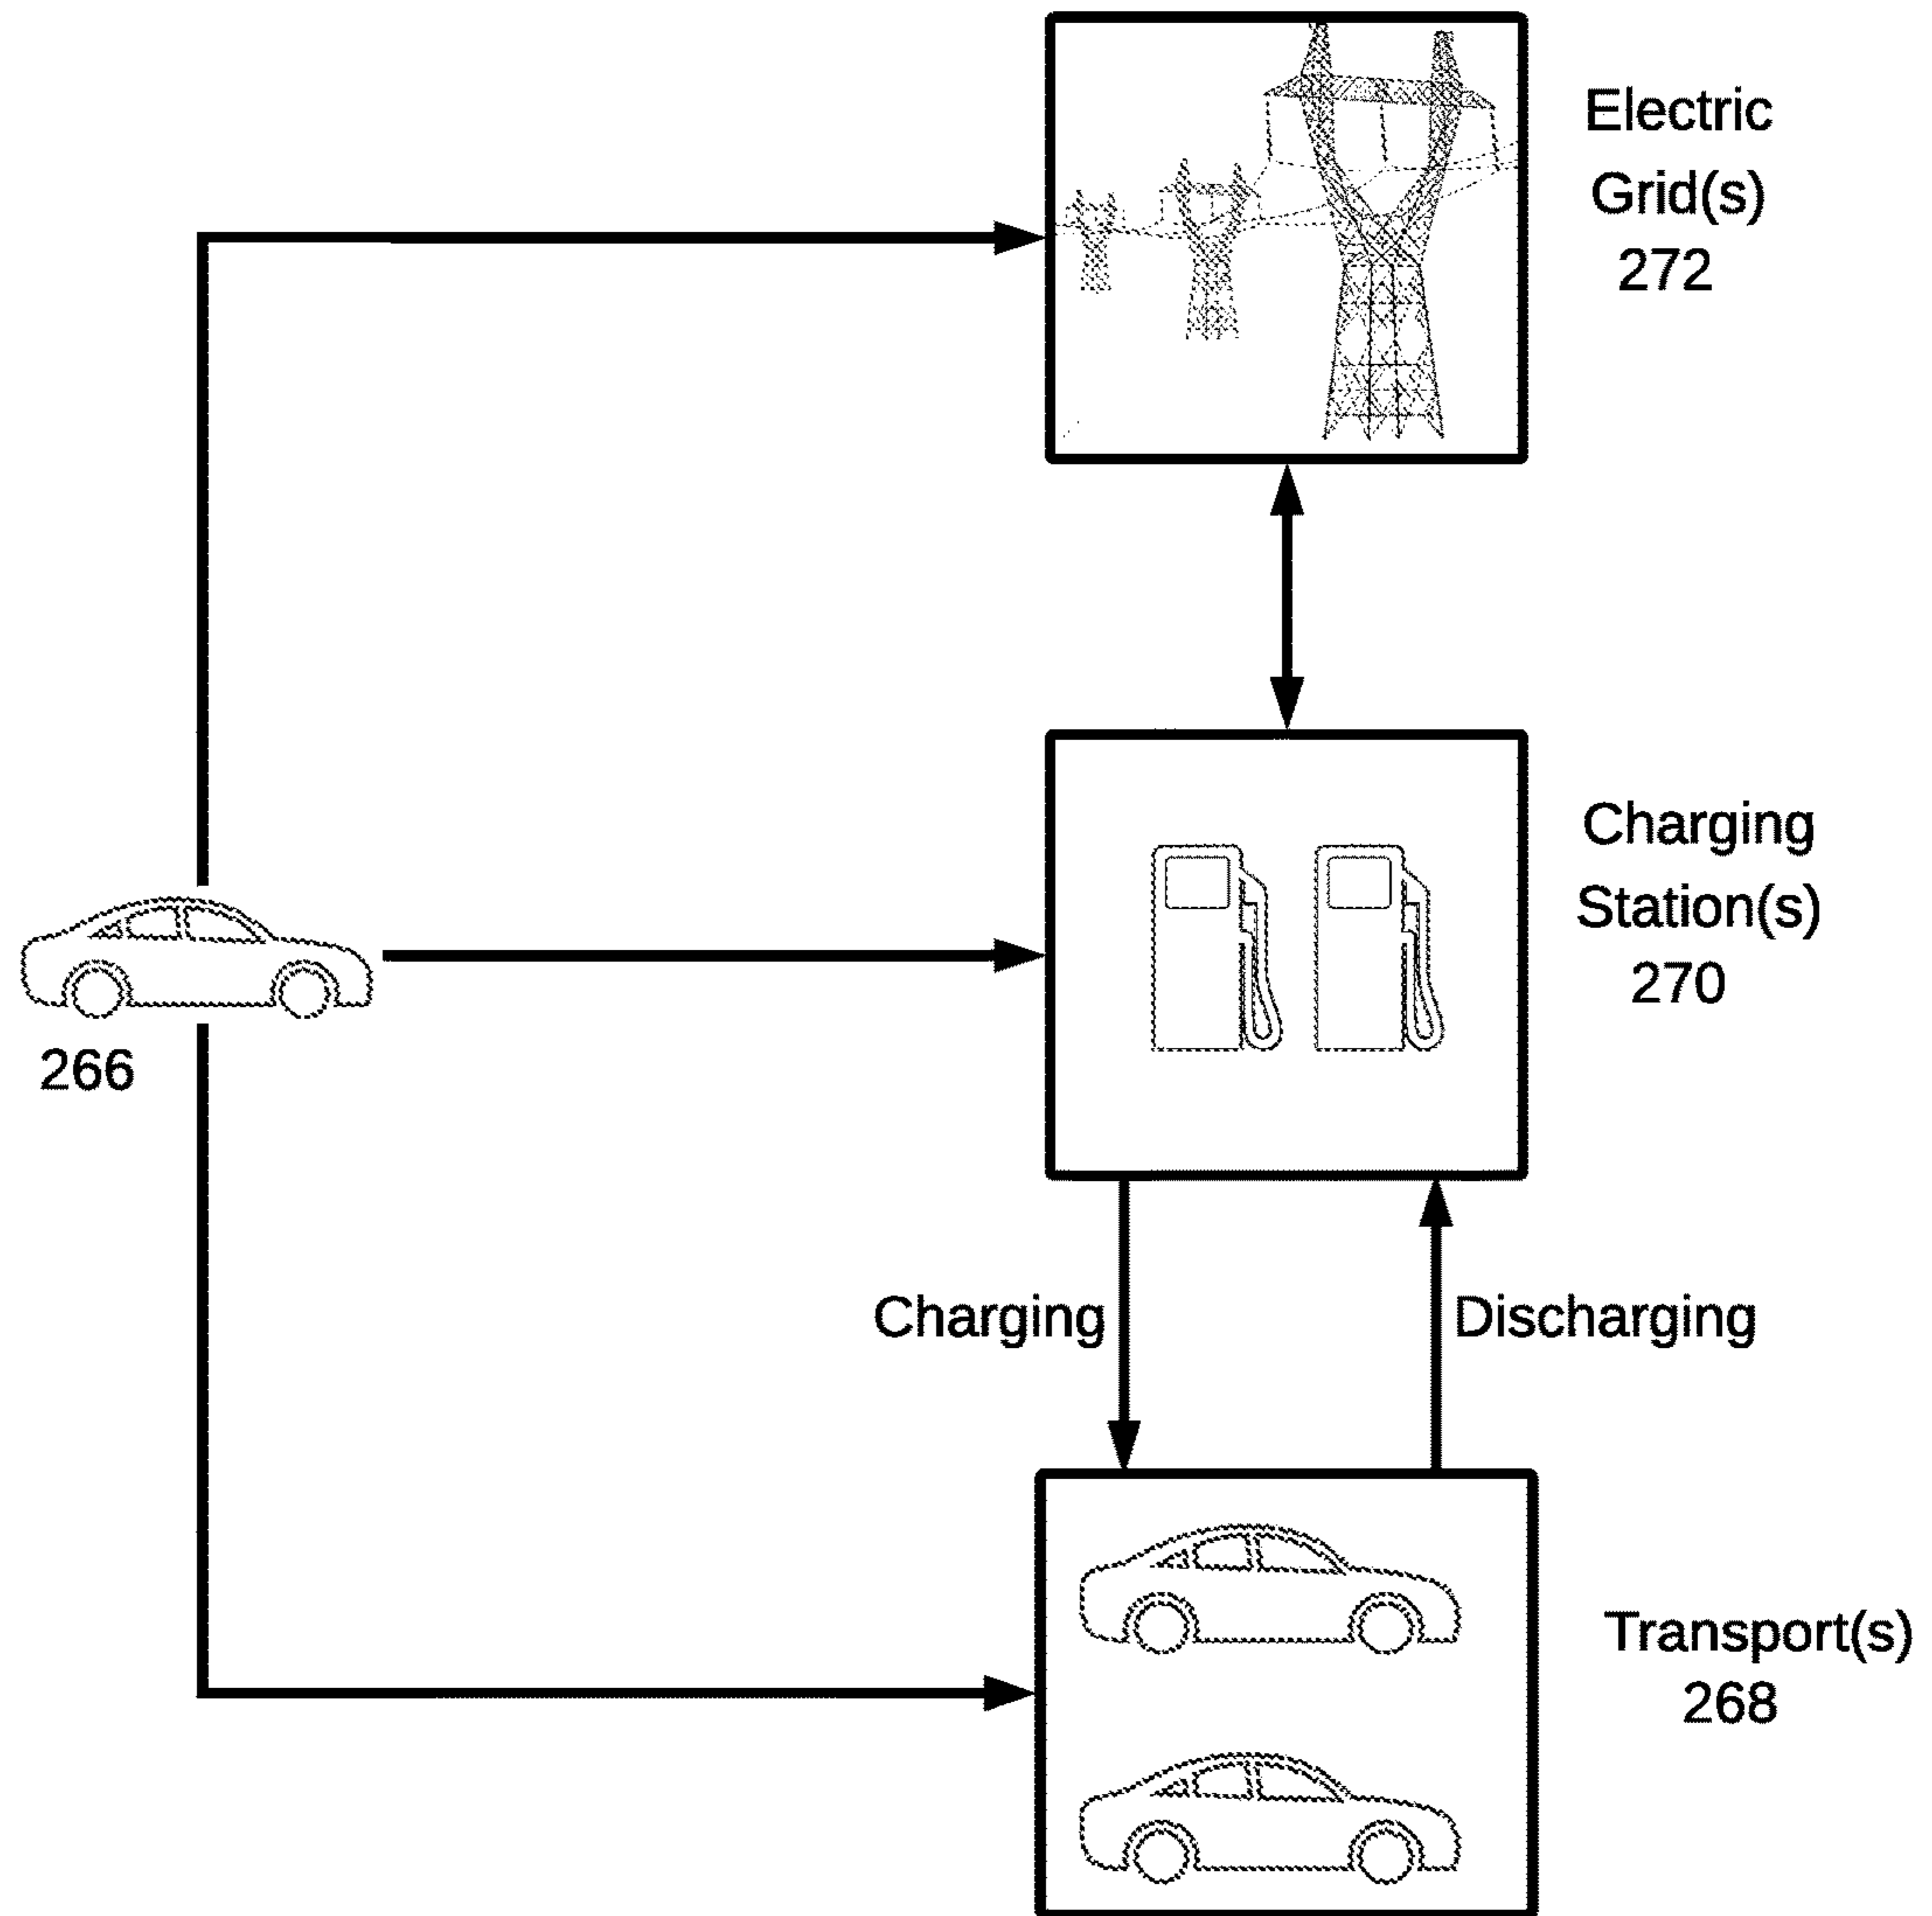 Electric
Grid(s)
272
Charging
Station(s)
270
266
Charging
Discharging
Transport(s)
268